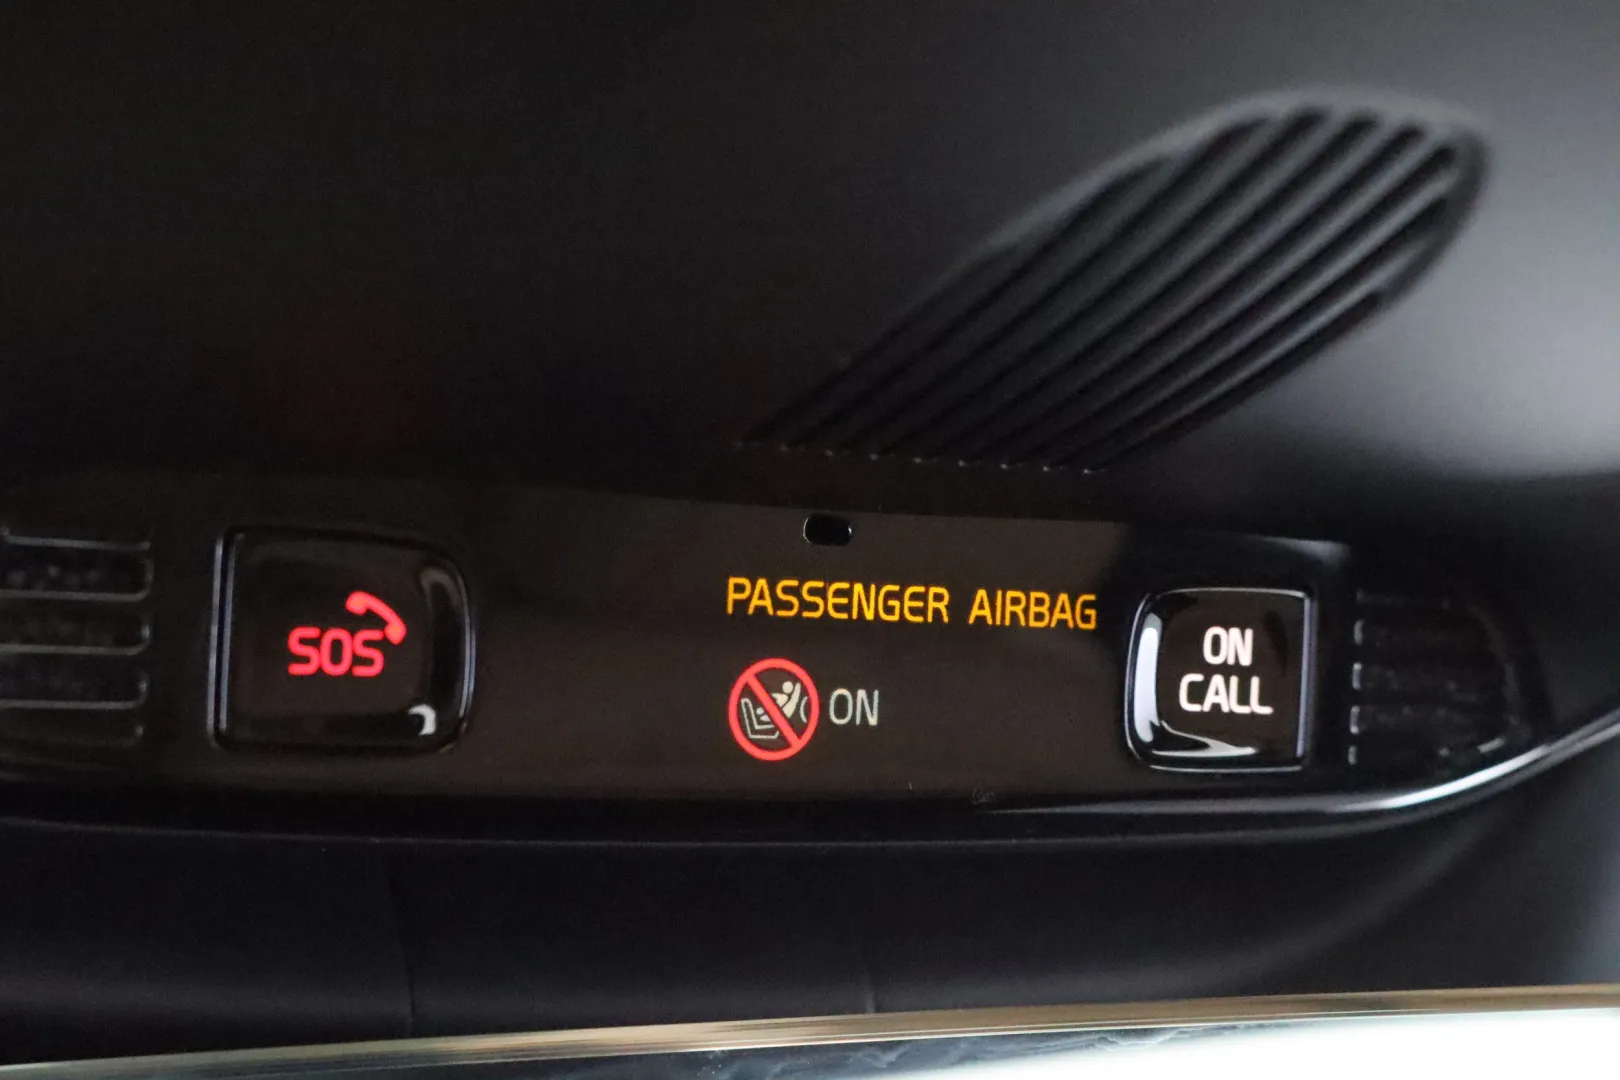 SOS
PASSENGER AIRBAG
ON
ON
CALL